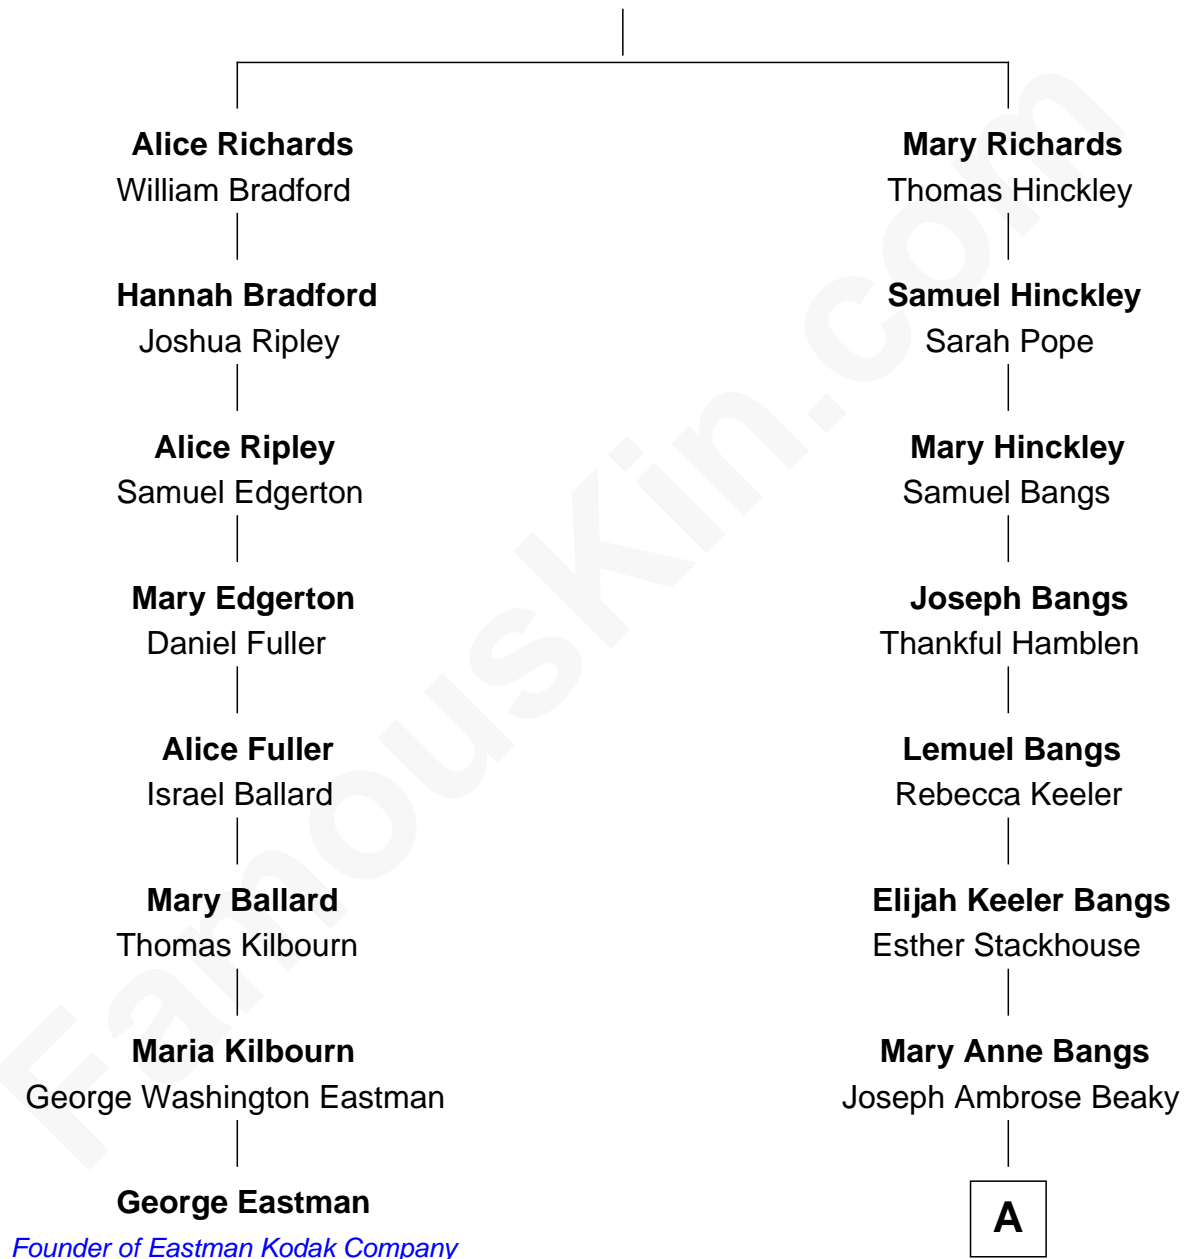 Alice Richards
William Bradford
Hannah Bradford
Joshua Ripley
Alice Ripley
Samuel Edgerton
Mary Edgerton
Daniel Fuller
Alice Fuller
Israel Ballard
Mary Ballard
Thomas Kilbourn
Maria Kilbourn
George Washington Eastman
George Eastman
Founder of Eastman Kodak Company
Mary Richards
Thomas Hinckley
Samuel Hinckley
Sarah Pope
Mary Hinckley
Samuel Bangs
Joseph Bangs
Thankful Hamblen
Lemuel Bangs
Rebecca Keeler
Elijah Keeler Bangs
Esther Stackhouse
Mary Anne Bangs
Joseph Ambrose Beaky
A
FamousKin.com